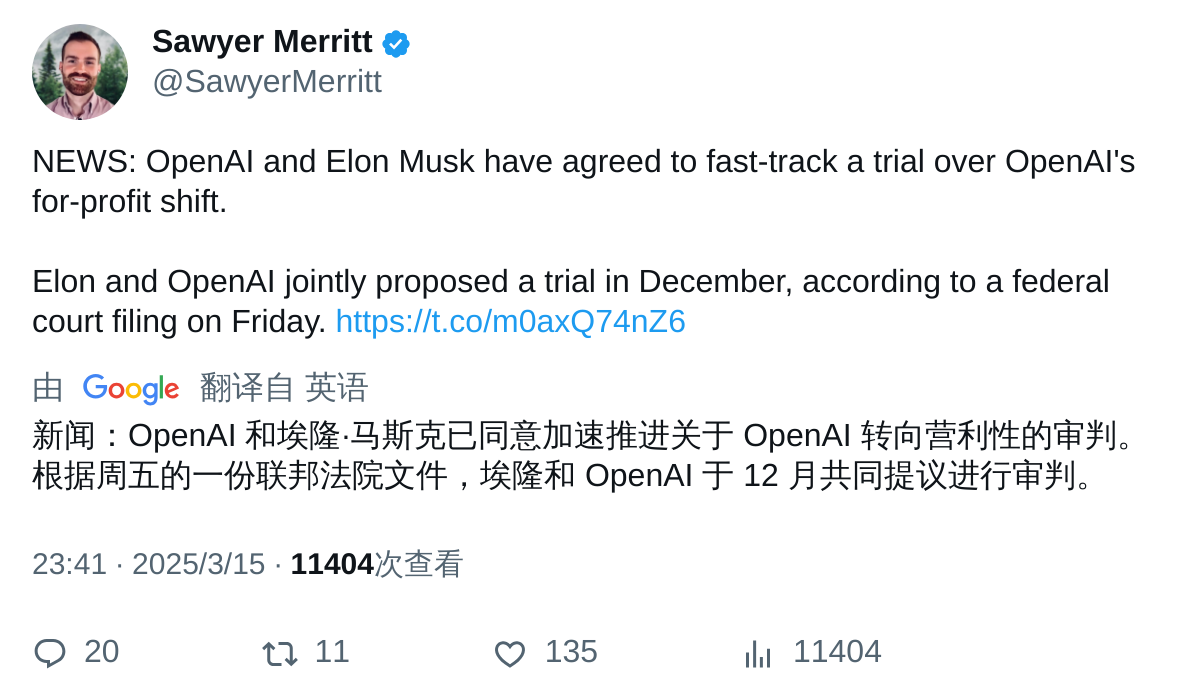 Sawyer Merritt
@SawyerMerritt
NEWS: OpenAI and Elon Musk have agreed to fast-track a trial over OpenAI's
for-profit shift.
Elon and OpenAI jointly proposed a trial in December, according to a federal
court filing on Friday. https://t.co/m0axQ74nZ6
由 Google 翻译自 英语
新闻：OpenAI 和埃隆·马斯克已同意加速推进关于 OpenAI 转向营利性的审判。
根据周五的一份联邦法院文件，埃隆和 OpenAI 于 12 月共同提议进行审判。
23:41 · 2025/3/15 · 11404次查看
20 11 135 11404